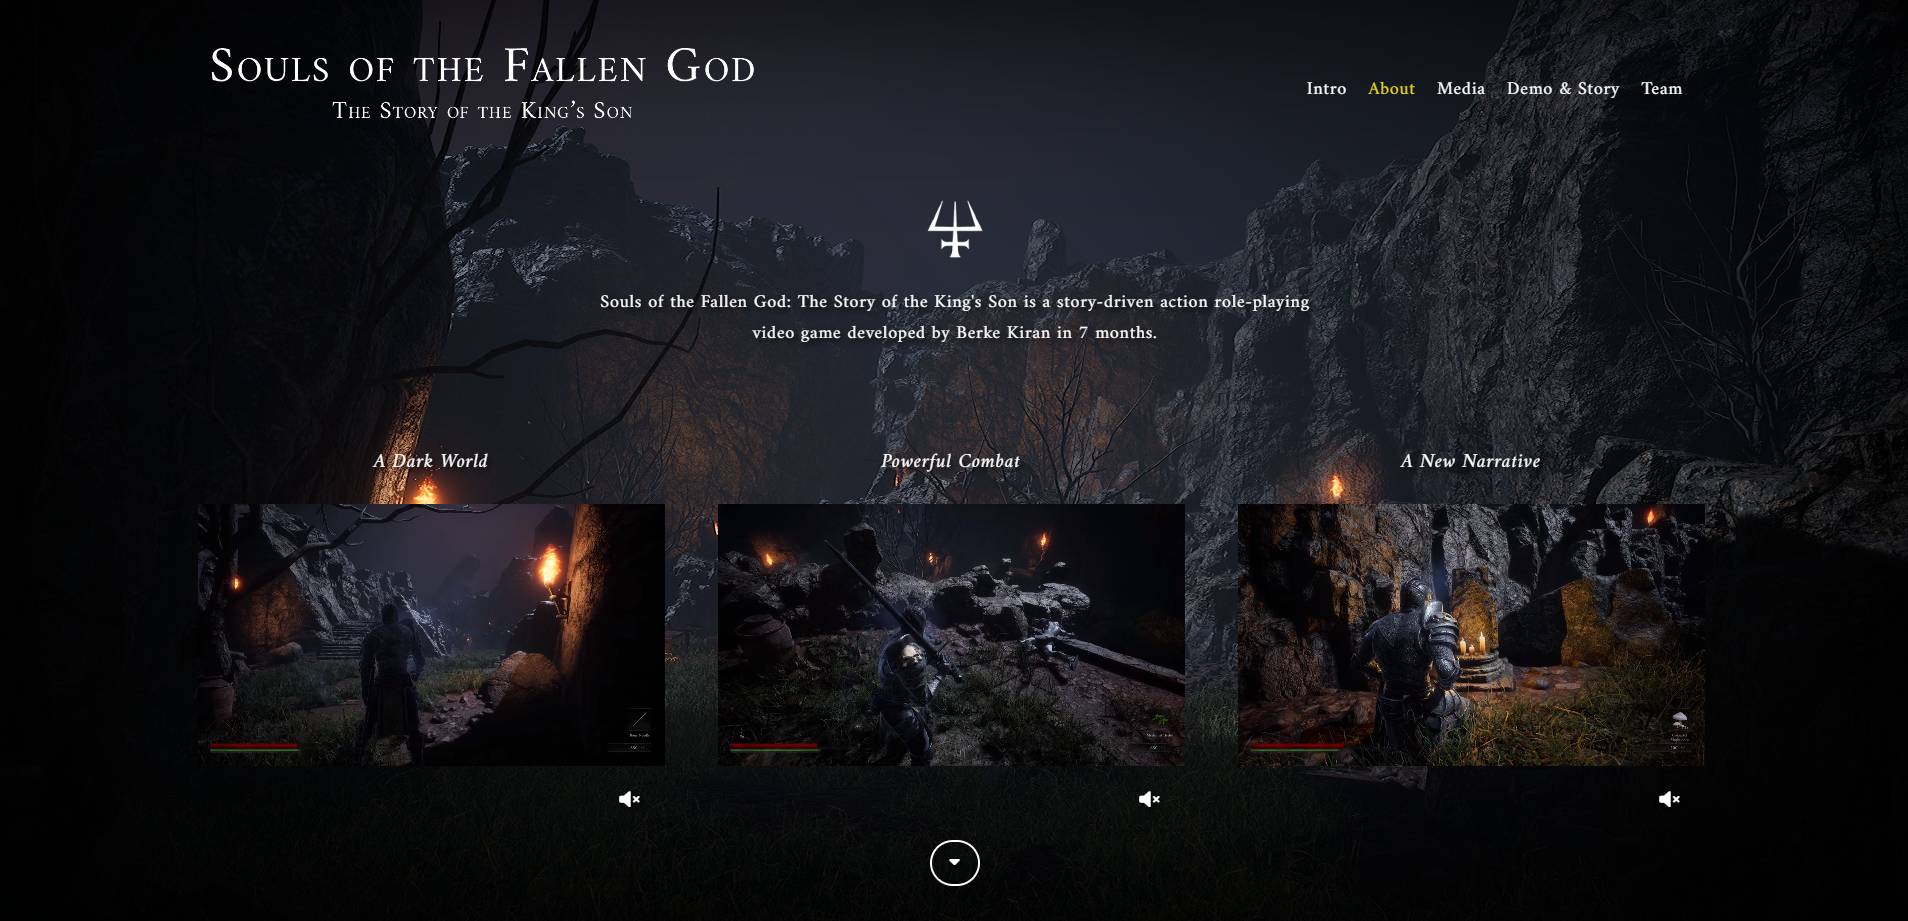 Souls of the Fallen God
The Story of the King's Son
Intro About Media Demo & Story Team
Souls of the Fallen God: The Story of the King's Son is a story-driven action role-playing
video game developed by Berke Kiran in 7 months.
A Dark World
Powerful Combat
A New Narrative